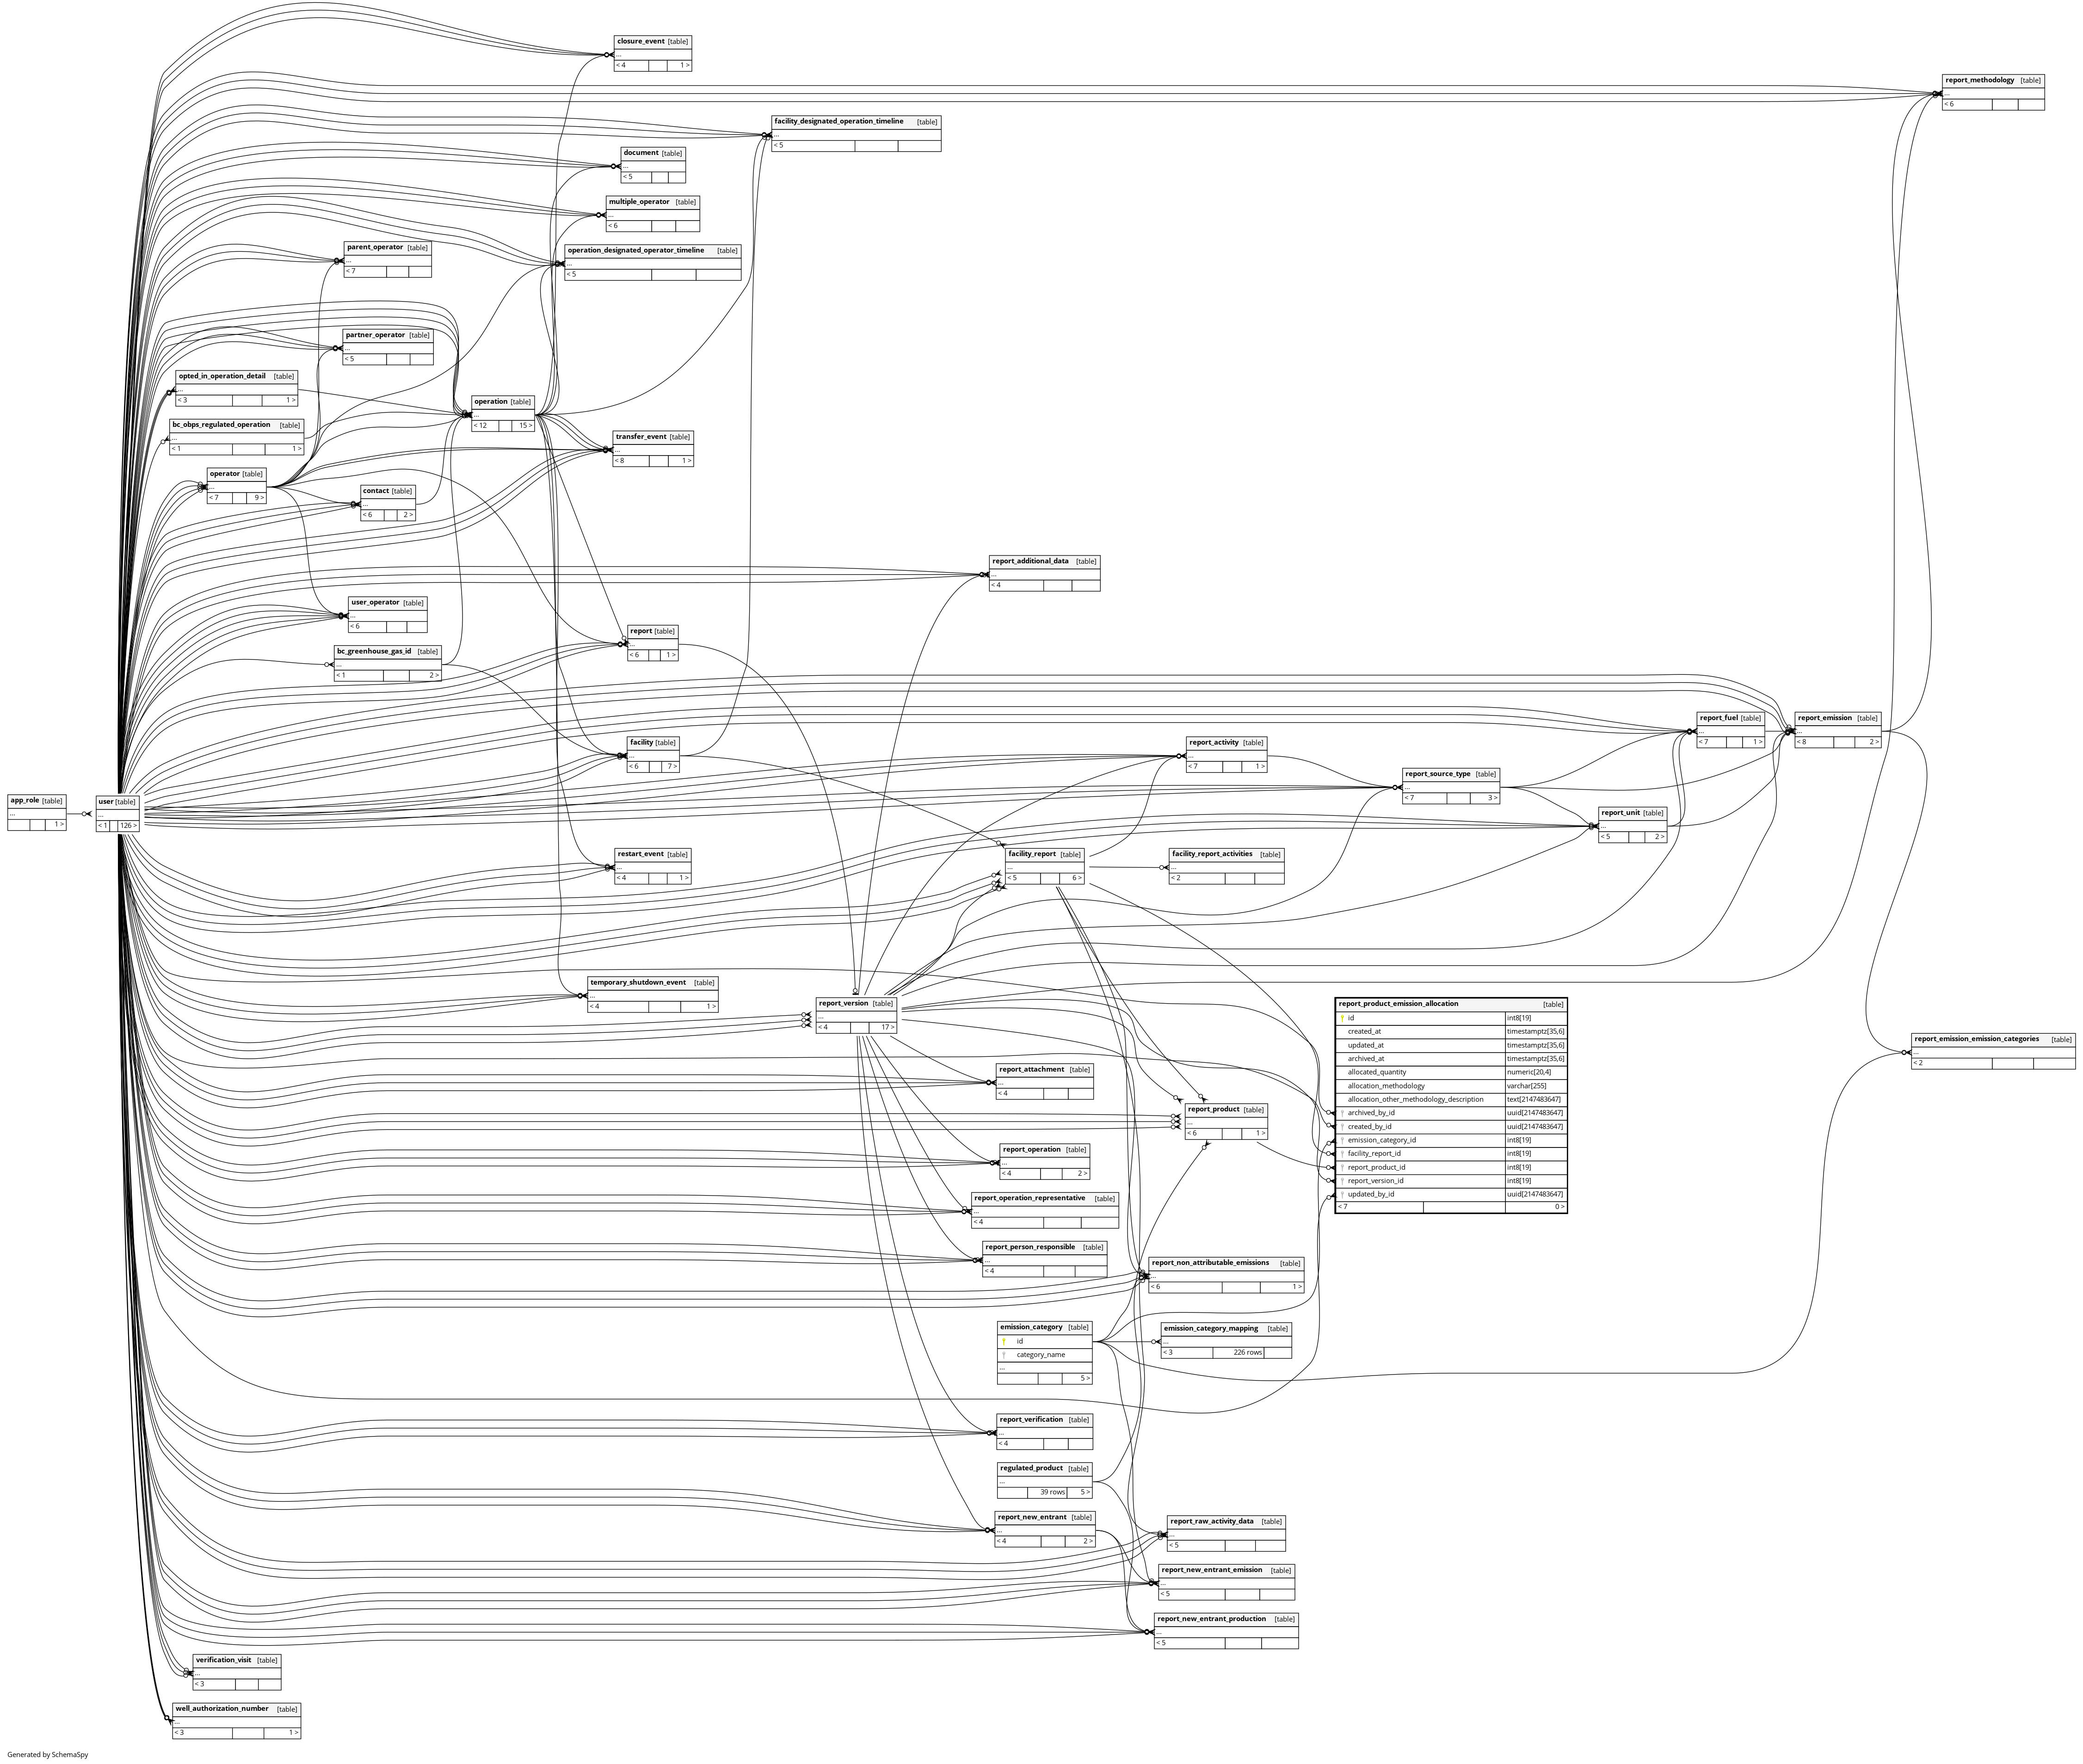 closure_event [table]
...
< 4 1 >
report_methodology [table]
...
< 6
facility_designated_operation_timeline [table]
...
< 5
document [table]
...
< 5
multiple_operator [table]
...
< 6
parent_operator [table]
...
< 7
operation_designated_operator_timeline [table]
...
< 5
partner_operator [table]
...
< 5
opted_in_operation_detail [table]
...
< 3 1 >
operation [table]
...
< 12 15 >
bc_obps_regulated_operation [table]
...
< 1 1 >
transfer_event [table]
...
< 8 1 >
operator [table]
...
< 7 9 >
contact [table]
...
< 6 2 >
report_additional_data [table]
...
< 4
user_operator [table]
...
< 6
report [table]
...
< 6 1 >
bc_greenhouse_gas_id [table]
...
< 1 2 >
report_fuel [table]
...
< 7 1 >
report_emission [table]
...
< 8 2 >
facility [table]
...
< 6 7 >
report_activity [table]
...
< 7 1 >
report_source_type [table]
...
< 7 3 >
app_role [table]
...
1 >
user [table]
...
< 1 126 >
report_unit [table]
...
< 5 2 >
restart_event [table]
...
< 4 1 >
facility_report [table]
...
< 5 6 >
facility_report_activities [table]
...
< 2
temporary_shutdown_event [table]
...
< 4 1 >
report_version [table]
...
< 4 17 >
report_product_emission_allocation [table]
id int8[19]
created_at timestamptz[35,6]
updated_at timestamptz[35,6]
archived_at timestamptz[35,6]
allocated_quantity numeric[20,4]
allocation_methodology varchar[255]
allocation_other_methodology_description text[2147483647]
archived_by_id uuid[2147483647]
created_by_id uuid[2147483647]
emission_category_id int8[19]
facility_report_id int8[19]
report_product_id int8[19]
report_version_id int8[19]
updated_by_id uuid[2147483647]
< 7 0 >
report_emission_emission_categories [table]
...
< 2
report_attachment [table]
...
< 4
report_product [table]
...
< 6 1 >
report_operation [table]
...
< 4 2 >
report_operation_representative [table]
...
< 4
report_person_responsible [table]
...
< 4
report_non_attributable_emissions [table]
...
< 6 1 >
emission_category [table]
id
category_name
...
5 >
emission_category_mapping [table]
...
< 3 226 rows
report_verification [table]
...
< 4
regulated_product [table]
...
39 rows 5 >
report_new_entrant [table]
...
< 4 2 >
report_raw_activity_data [table]
...
< 5
report_new_entrant_emission [table]
...
< 5
report_new_entrant_production [table]
...
< 5
verification_visit [table]
...
< 3
well_authorization_number [table]
...
< 3 1 >
Generated by SchemaSpy